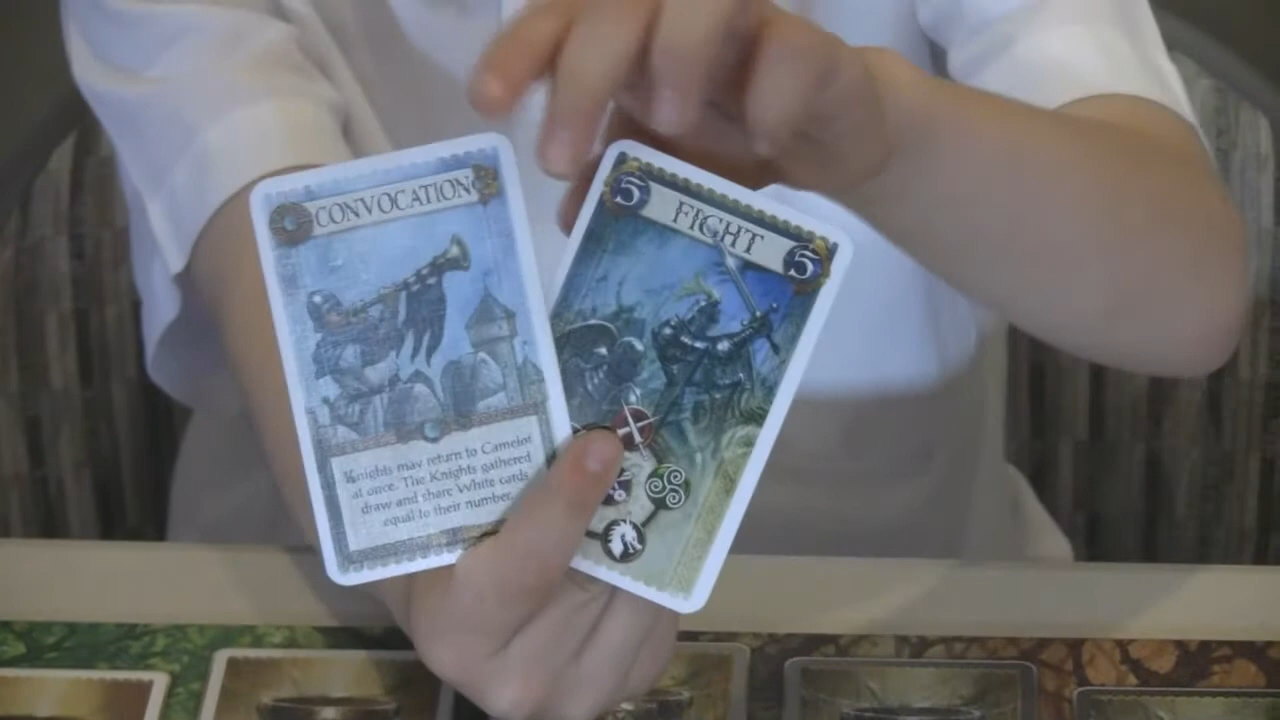 CONVOCATION
Knights may return to Camelot
at once. The Knights gathered
draw and share White cards
equal to their number.
5
FIGHT
5